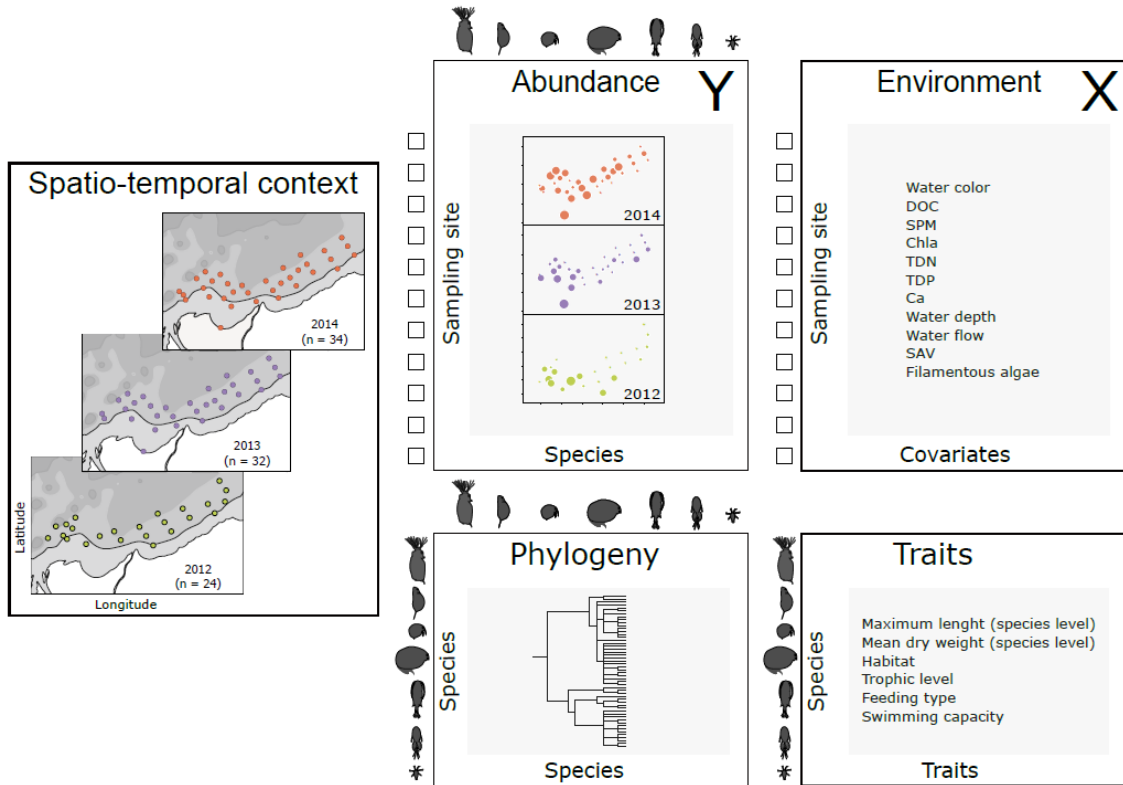 Spatio-temporal context
2014
(n = 34)
2013
(n = 32)
2012
(n = 24)
Latitude
Longitude
Abundance
Y
Sampling site
2014
2013
2012
Species
Environment
X
Sampling site
Water color
DOC
SPM
Chla
TDN
TDP
Ca
Water depth
Water flow
SAV
Filamentous algae
Covariates
Phylogeny
Species
Species
Traits
Species
Maximum lenght (species level)
Mean dry weight (species level)
Habitat
Trophic level
Feeding type
Swimming capacity
Traits